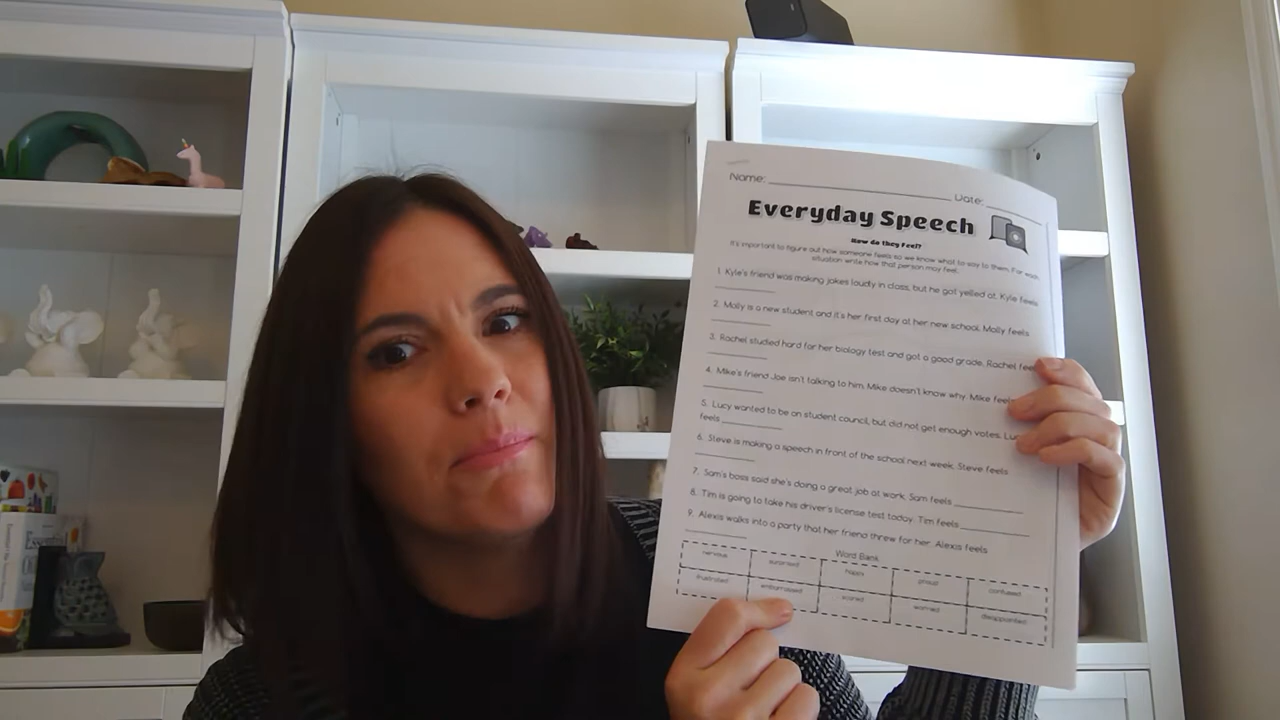 Name: Date:
Everyday Speech
How do they Feel?
It's important to figure out how someone feels so we know what to say to them. For each
situation write how that person may feel.
1. Kyle's friend was making jokes loudly in class, but he got yelled at. Kyle feels
2. Molly is a new student and it's her first day at her new school. Molly feels
3. Rachel studied hard for her biology test and got a good grade. Rachel fee
4. Mike's friend Joe isn't talking to him. Mike doesn't know why. Mike feels
5. Lucy wanted to be on student council, but did not get enough votes. Lu
feels
6. Steve is making a speech in front of the school next week. Steve feels
7. Sam's boss said she's doing a great job at work. Sam feels
8. Tim is going to take his driver's license test today. Tim feels
9. Alexis walks into a party that her friend threw for her. Alexis feels
Word Bank
nervous surprised happy proud confused
frustrated embarrassed scared worried disappointed
Essential